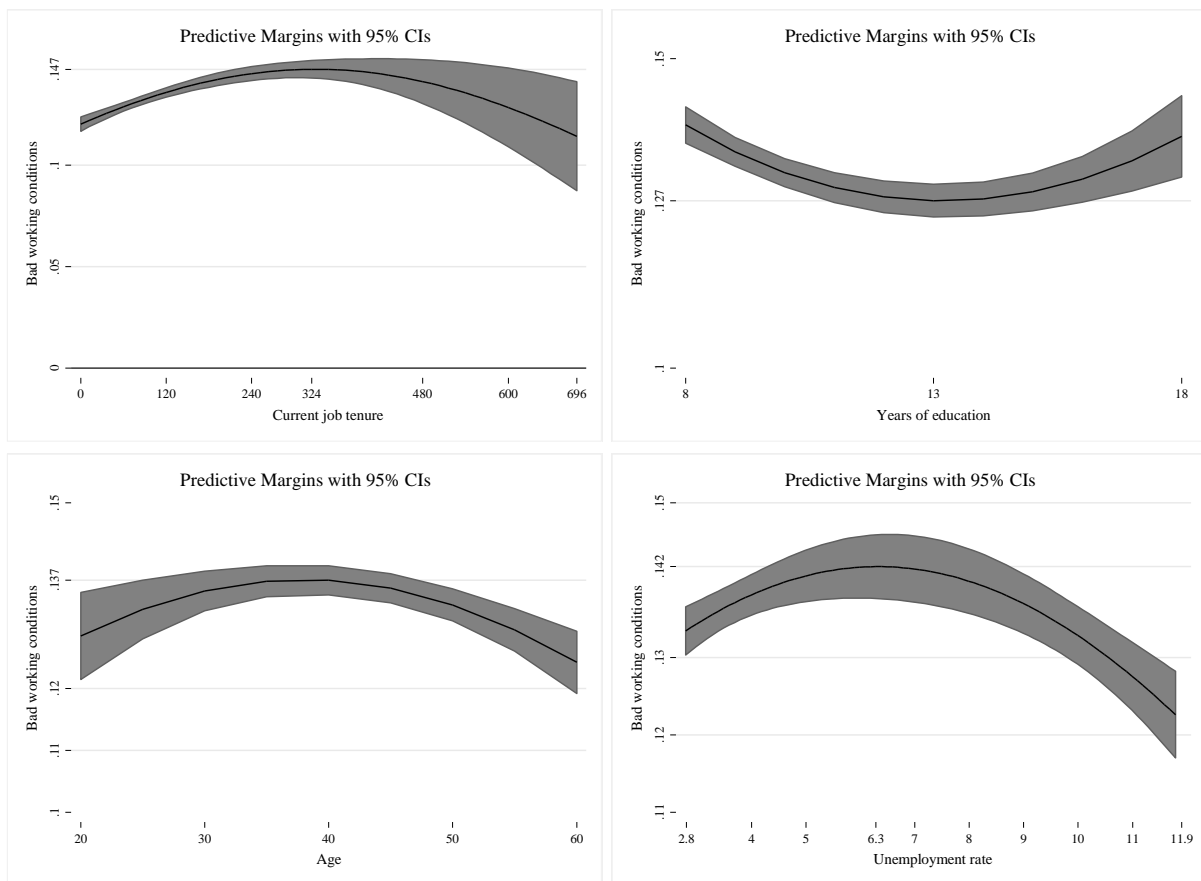 Predictive Margins with 95% CIs
.147
.1
.05
0
Bad working conditions
0 120 240 324 480 600 696
Current job tenure
Predictive Margins with 95% CIs
.15
.127
.1
Bad working conditions
8 13 18
Years of education
Predictive Margins with 95% CIs
.15
.137
.12
.11
.1
Bad working conditions
20 30 40 50 60
Age
Predictive Margins with 95% CIs
.15
.142
.13
.12
.11
Bad working conditions
2.8 4 5 6.3 7 8 9 10 11 11.9
Unemployment rate